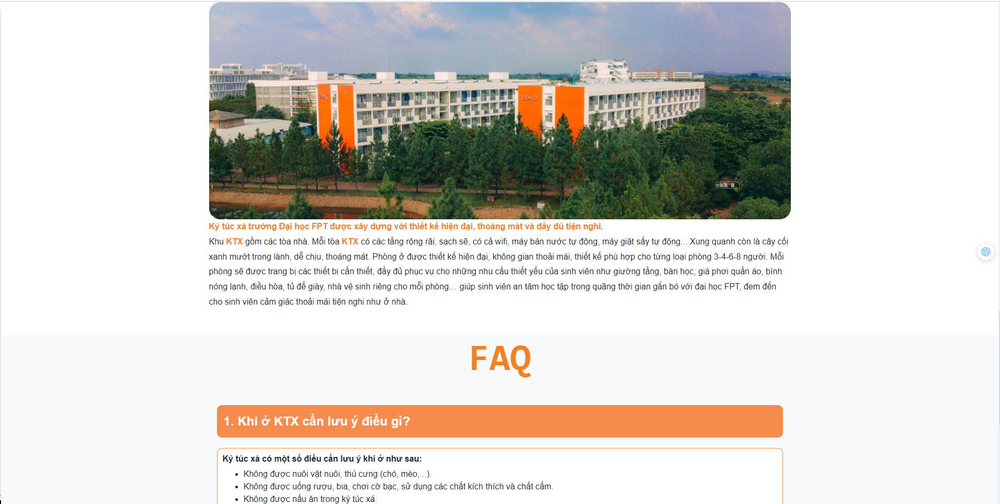 DOVID
Ký túc xá trường Đại học FPT được xây dựng với thiết kế hiện đại, thoáng mát và đầy đủ tiện nghi.
Khu KTX gồm các tòa nhà. Mỗi tòa KTX có các tầng rộng rãi, sạch sẽ, có cả wifi, máy bán nước tự động, máy giặt sấy tự động... Xung quanh còn là cây cối
xanh mướt trong lành, dễ chịu, thoáng mát. Phòng ở được thiết kế hiện đại, không gian thoải mái, thiết kế phù hợp cho từng loại phòng 3-4-6-8 người. Mỗi
phòng sẽ được trang bị các thiết bị cần thiết, đầy đủ phục vụ cho những nhu cầu thiết yếu của sinh viên như giường tầng, bàn học, giá phơi quần áo, bình
nóng lạnh, điều hòa, tủ để giày, nhà vệ sinh riêng cho mỗi phòng… giúp sinh viên an tâm học tập trong quãng thời gian gắn bó với đại học FPT, đem đến
cho sinh viên cảm giác thoải mái tiện nghi như ở nhà.
FAQ
1. Khi ở KTX cần lưu ý điều gì?
Ký túc xá có một số điều cần lưu ý khi ở như sau:
• Không được nuôi vật nuôi, thú cưng (chó, mèo,...).
• Không được uống rượu, bia, chơi cờ bạc, sử dụng các chất kích thích và chất cấm.
• Không được nấu ăn trong ký túc xá.